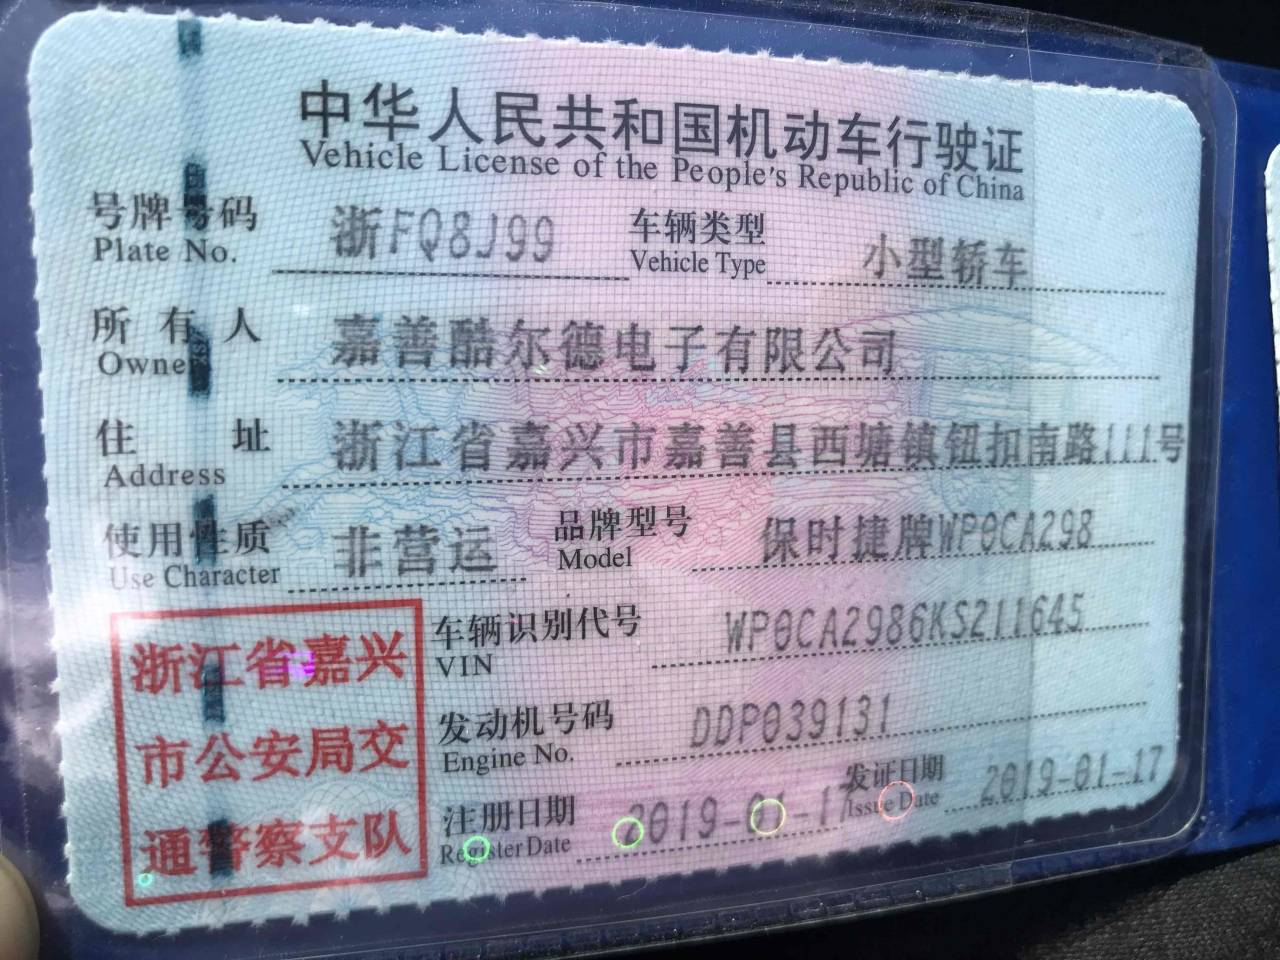 中华人民共和国机动车行驶证
Vehicle License of the People's Republic of China
号牌号码 浙FQ8J99 车辆类型 小型轿车
Plate No. Vehicle Type
所有人 嘉善酷尔德电子有限公司
Owner
住址 浙江省嘉兴市嘉善县西塘镇钮扣南路111号
Address
使用性质 非营运 品牌型号 保时捷牌WP0CA298
Use Character Model
浙江省嘉兴
市公安局交
通警察支队
车辆识别代号 WP0CA2986KS211645
VIN
发动机号码 DDP039131
Engine No.
注册日期 2019-01-17 发证日期 2019-01-17
Register Date Issue Date